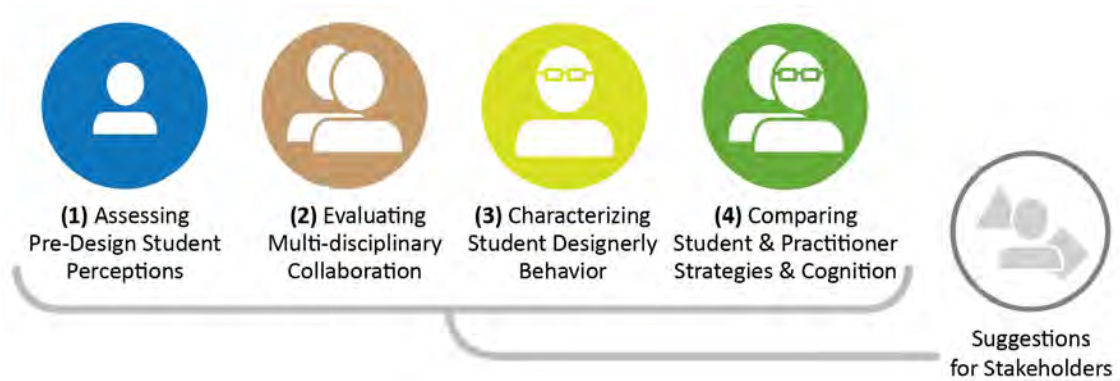 (1) Assessing
Pre-Design Student
Perceptions
(2) Evaluating
Multi-disciplinary
Collaboration
(3) Characterizing
Student Designerly
Behavior
(4) Comparing
Student & Practitioner
Strategies & Cognition
Suggestions
for Stakeholders